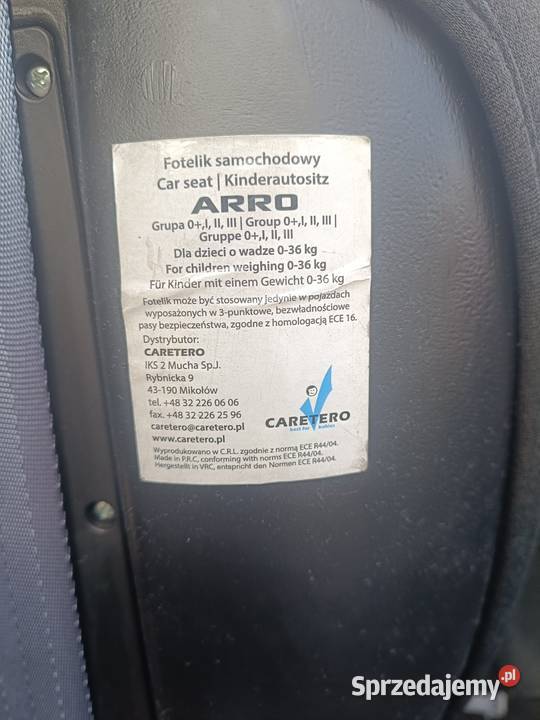 Fotelik samochodowy
Car seat | Kinderautositz
ARRO
Grupa 0+,I, II, III | Group 0+,I, II, III |
Gruppe 0+,I, II, III
Dla dzieci o wadze 0-36 kg
For children weighing 0-36 kg
Für Kinder mit einem Gewicht 0-36 kg
Fotelik może być stosowany jedynie w pojazdach
wyposażonych w 3-punktowe, bezwładnościowe
pasy bezpieczeństwa, zgodne z homologacją ECE 16.
Dystrybutor:
CARETERO
IKS 2 Mucha Sp.J.
Rybnicka 9
43-190 Mikołów
tel. +48 32 226 06 06
fax. +48 32 226 25 96
caretero@caretero.pl
www.caretero.pl
CARETERO
best for babies
Wyprodukowano w C.R.L. zgodnie z normą ECE R44/04.
Made in P.R.C, conforming with norms ECE R44/04.
Hergestellt in VRC, entspricht den Normen ECE R44/04.
Sprzedajemy.pl